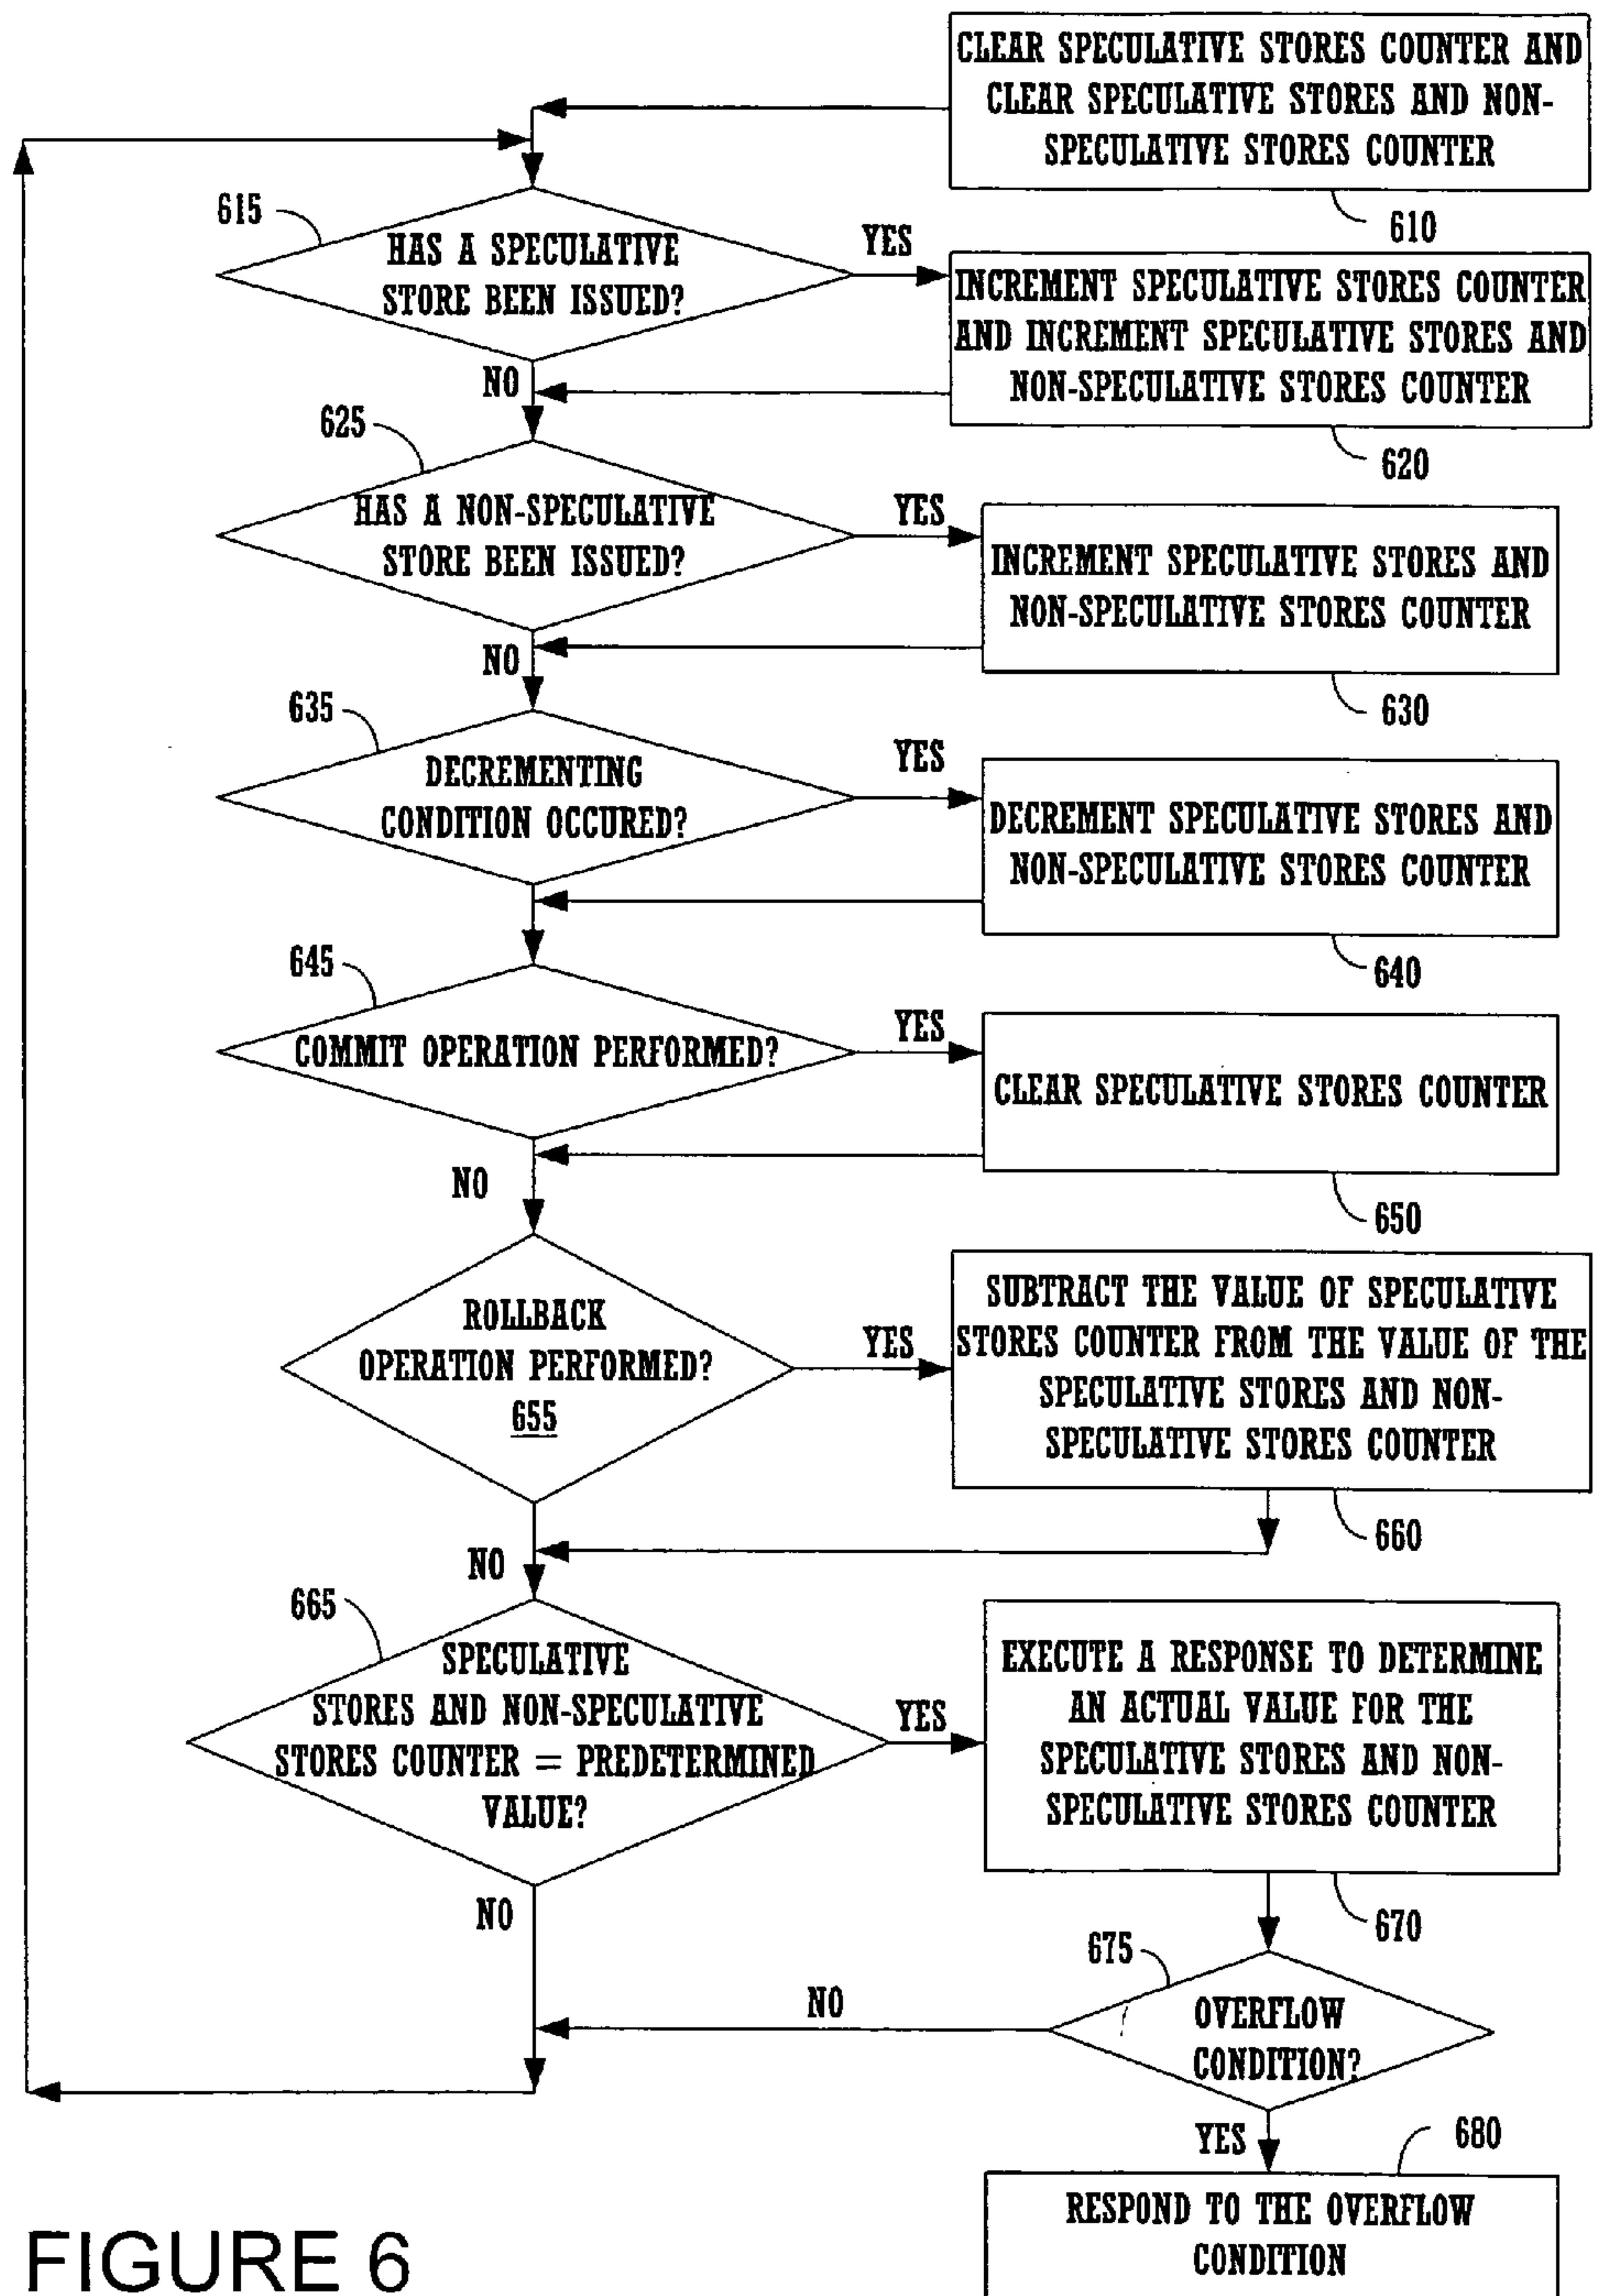 CLEAR SPECULATIVE STORES COUNTER AND
CLEAR SPECULATIVE STORES AND NON-
SPECULATIVE STORES COUNTER
610
615
HAS A SPECULATIVE
STORE BEEN ISSUED?
YES
INCREMENT SPECULATIVE STORES COUNTER
AND INCREMENT SPECULATIVE STORES AND
NON-SPECULATIVE STORES COUNTER
620
NO
625
HAS A NON-SPECULATIVE
STORE BEEN ISSUED?
YES
INCREMENT SPECULATIVE STORES AND
NON-SPECULATIVE STORES COUNTER
630
NO
635
DECREMENTING
CONDITION OCCURED?
YES
DECREMENT SPECULATIVE STORES AND
NON-SPECULATIVE STORES COUNTER
640
645
COMMIT OPERATION PERFORMED?
YES
CLEAR SPECULATIVE STORES COUNTER
650
NO
ROLLBACK
OPERATION PERFORMED?
655
YES
SUBTRACT THE VALUE OF SPECULATIVE
STORES COUNTER FROM THE VALUE OF THE
SPECULATIVE STORES AND NON-
SPECULATIVE STORES COUNTER
660
NO
665
SPECULATIVE
STORES AND NON-SPECULATIVE
STORES COUNTER = PREDETERMINED
VALUE?
YES
EXECUTE A RESPONSE TO DETERMINE
AN ACTUAL VALUE FOR THE
SPECULATIVE STORES AND NON-
SPECULATIVE STORES COUNTER
670
NO
675
OVERFLOW
CONDITION?
NO
YES
680
RESPOND TO THE OVERFLOW
CONDITION
FIGURE 6